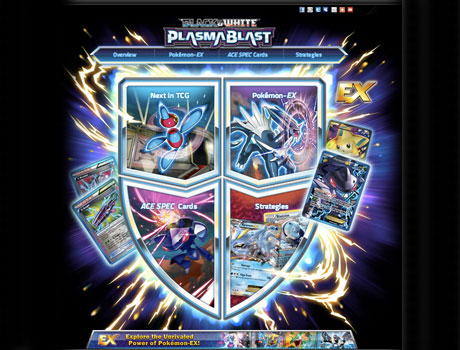 BLACK & WHITE
PLASMA BLAST
Overview Pokémon-EX ACE SPEC Cards Strategies
Next in TCG Pokémon-EX
EX
ACE SPEC Cards Strategies
EX Explore the Unrivaled
Power of Pokémon-EX!